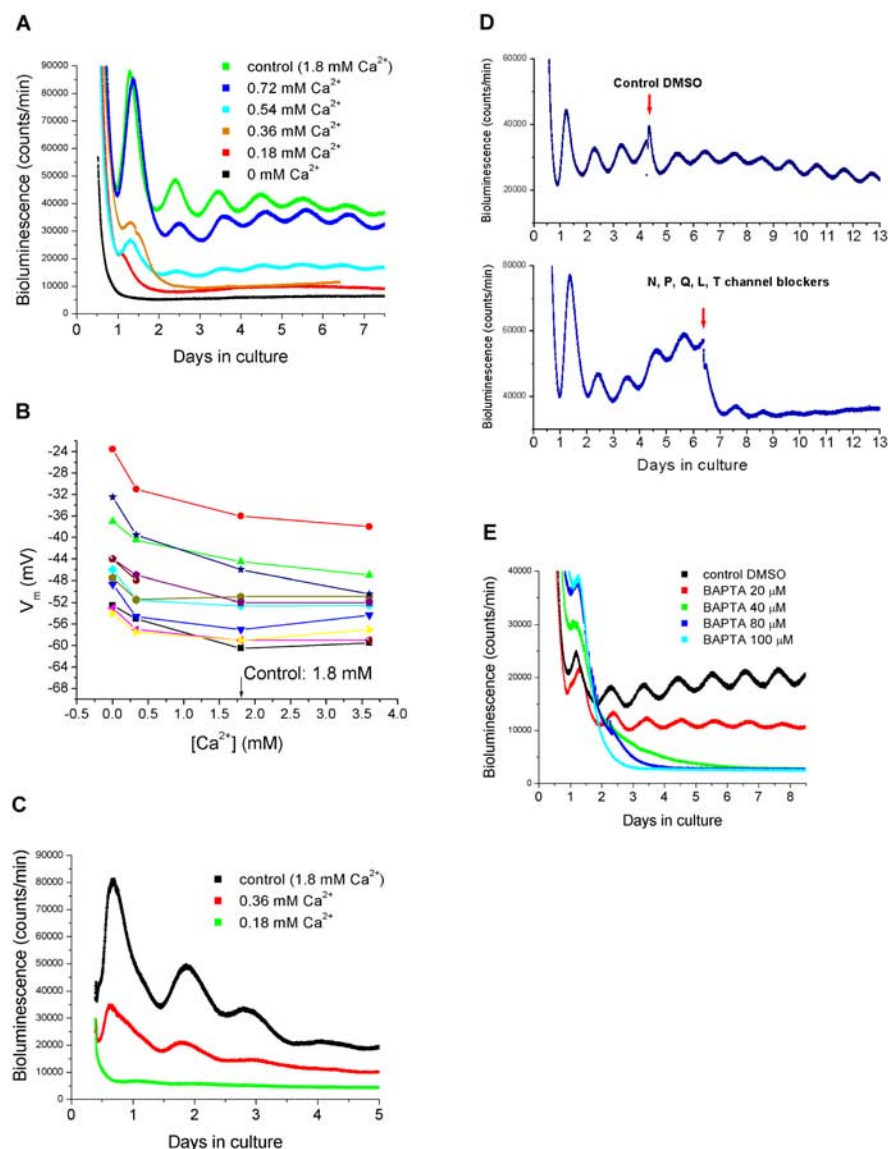 A
90000
80000
70000
60000
50000
40000
30000
20000
10000
0
Bioluminescence (counts/min)
control (1.8 mM Ca²⁺)
0.72 mM Ca²⁺
0.54 mM Ca²⁺
0.36 mM Ca²⁺
0.18 mM Ca²⁺
0 mM Ca²⁺
0 1 2 3 4 5 6 7
Days in culture
B
-24
-28
-32
-36
-40
-44
-48
-52
-56
-60
-64
-68
Vₘ (mV)
Control: 1.8 mM
-0.5 0.0 0.5 1.0 1.5 2.0 2.5 3.0 3.5 4.0
[Ca²⁺] (mM)
C
90000
80000
70000
60000
50000
40000
30000
20000
10000
0
Bioluminescence (counts/min)
control (1.8 mM Ca²⁺)
0.36 mM Ca²⁺
0.18 mM Ca²⁺
0 1 2 3 4 5
Days in culture
D
60000
40000
20000
Bioluminescence (counts/min)
Control DMSO
0 1 2 3 4 5 6 7 8 9 10 11 12 13
80000
60000
40000
Bioluminescence (counts/min)
N, P, Q, L, T channel blockers
0 1 2 3 4 5 6 7 8 9 10 11 12 13
Days in culture
E
40000
30000
20000
10000
0
Bioluminescence (counts/min)
control DMSO
BAPTA 20 μM
BAPTA 40 μM
BAPTA 80 μM
BAPTA 100 μM
0 1 2 3 4 5 6 7 8
Days in culture